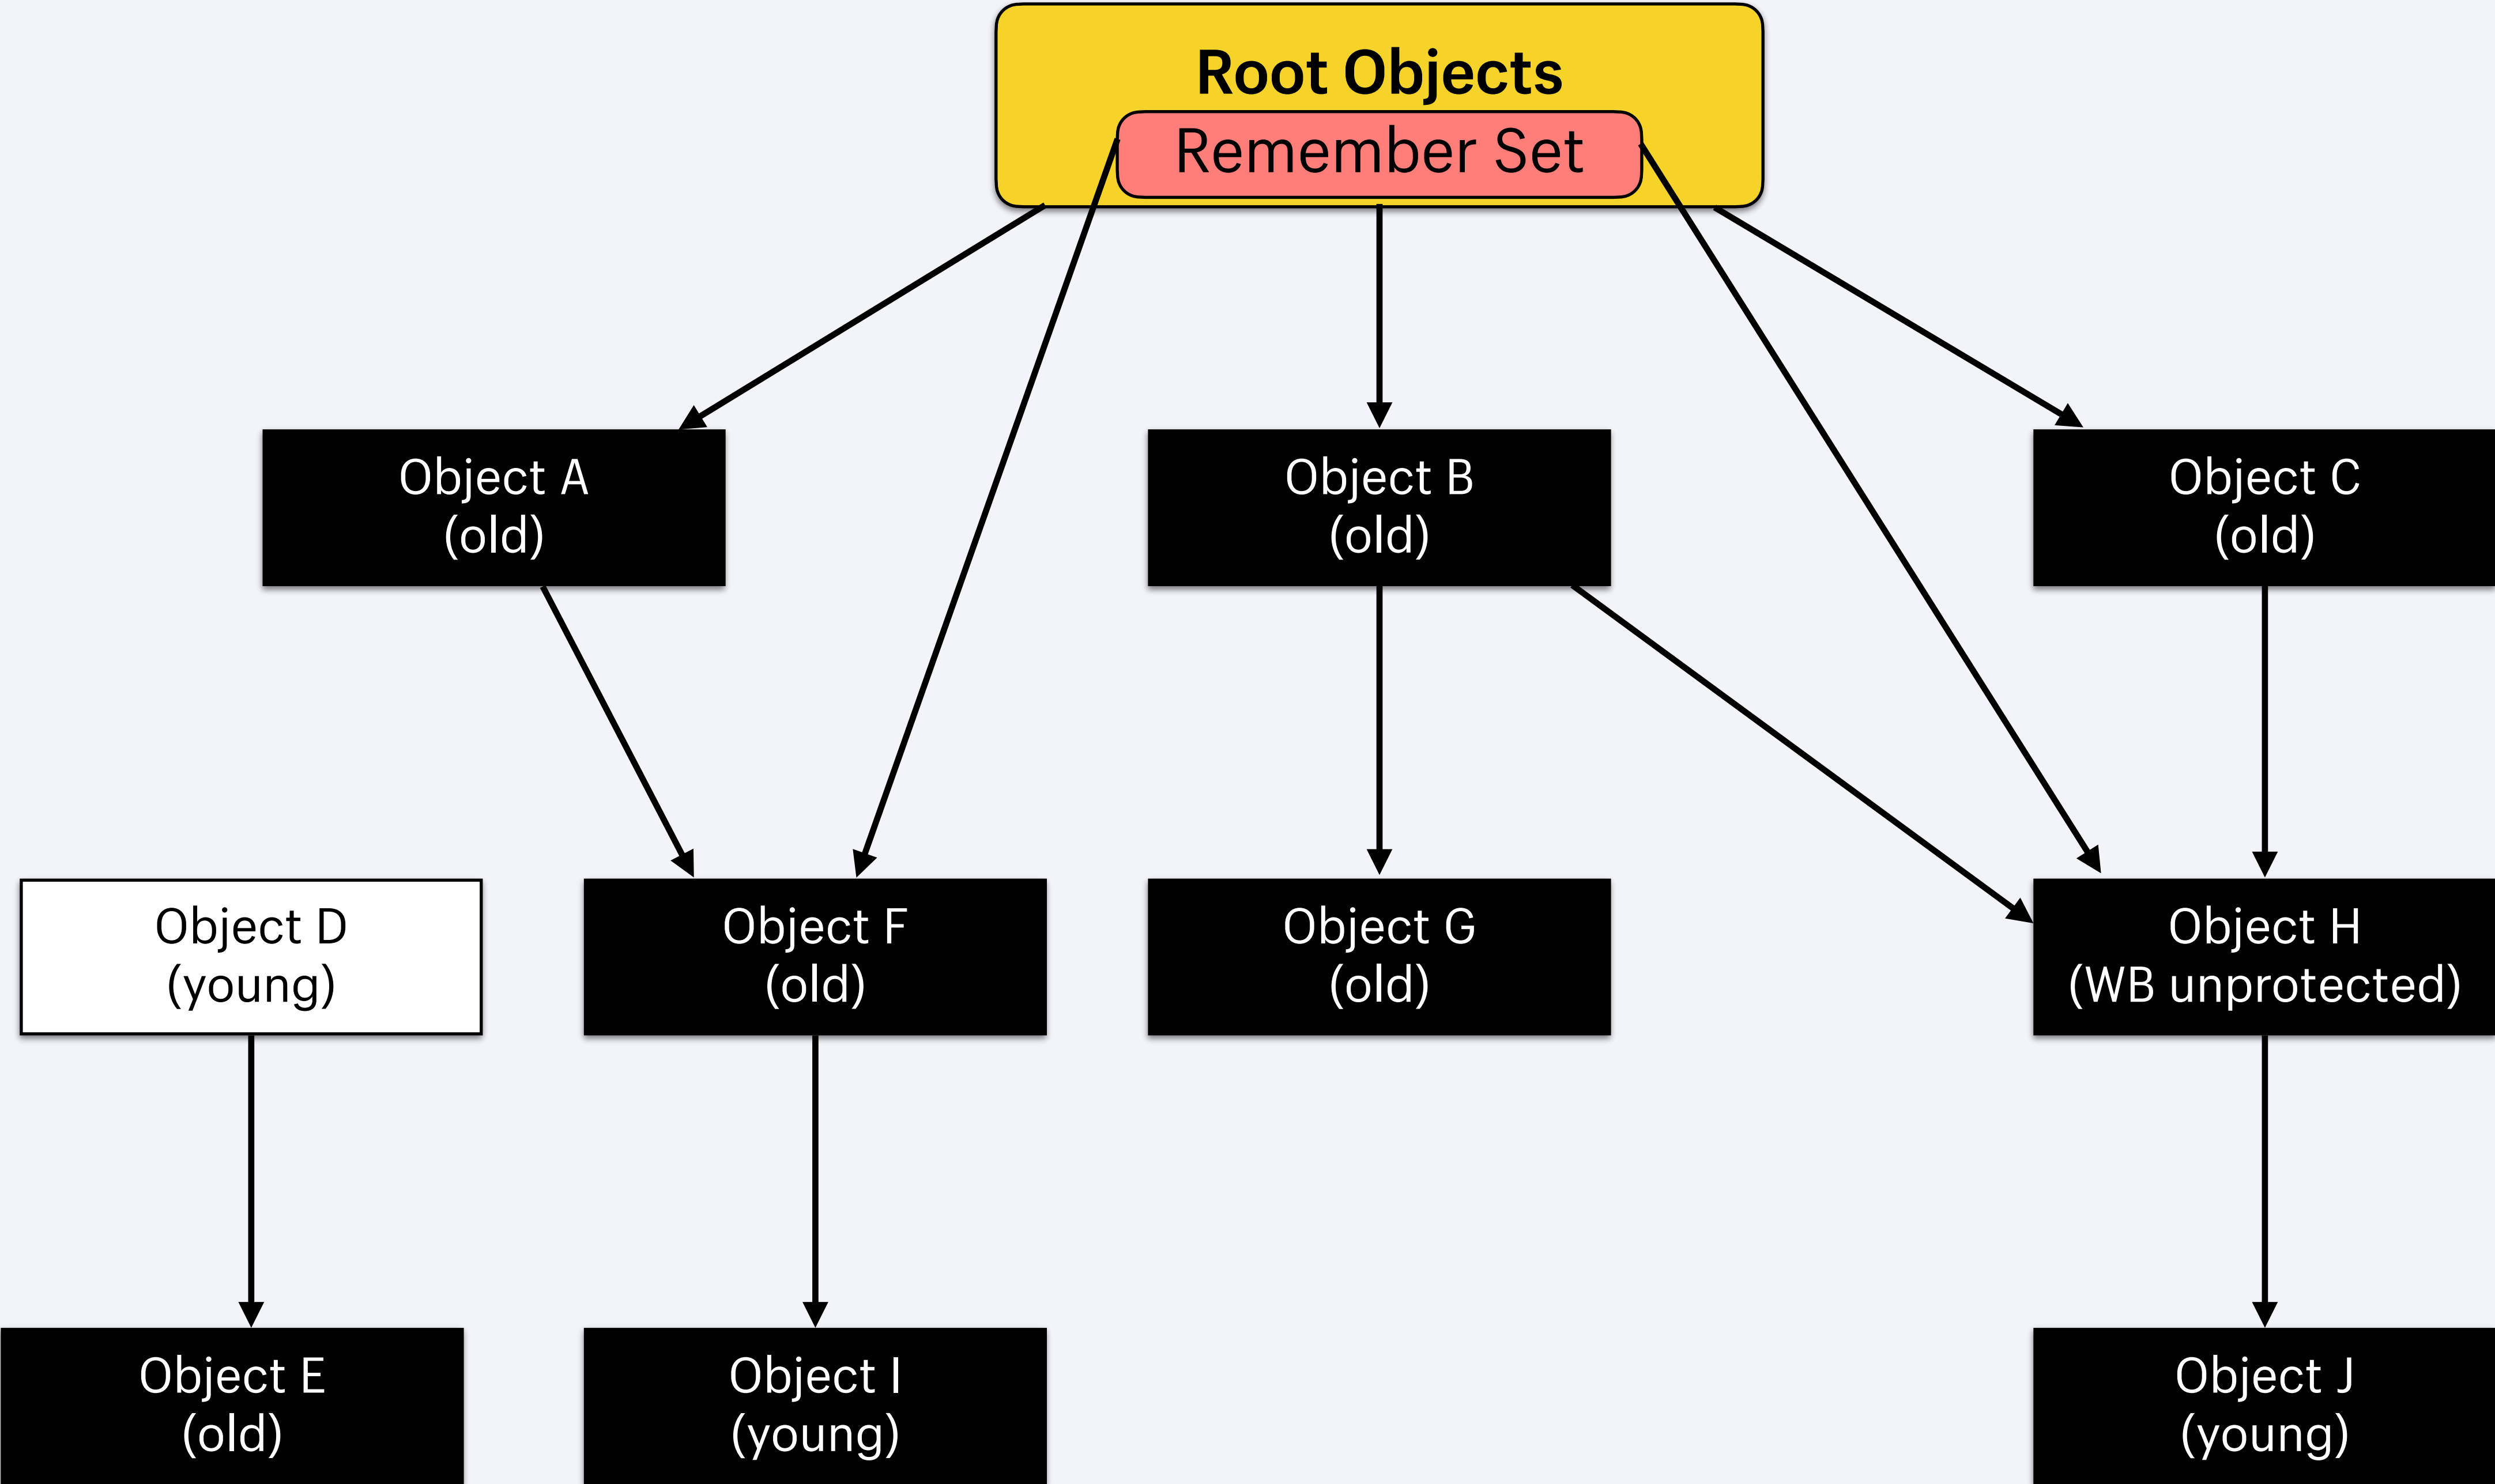 Root Objects
Remember Set
Object A
(old)
Object B
(old)
Object C
(old)
Object D
(young)
Object F
(old)
Object G
(old)
Object H
(WB unprotected)
Object E
(old)
Object I
(young)
Object J
(young)